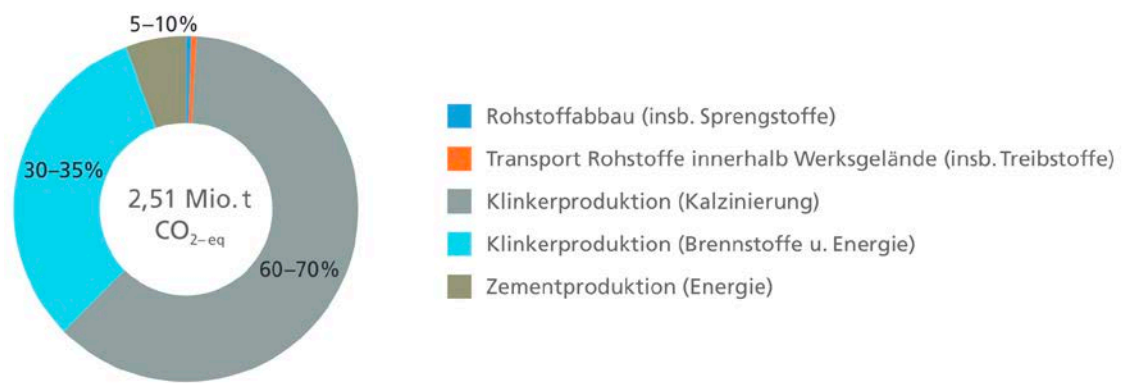 5–10%
30–35%
2,51 Mio. t
CO2–eq
60–70%
Rohstoffabbau (insb. Sprengstoffe)
Transport Rohstoffe innerhalb Werksgelände (insb. Treibstoffe)
Klinkerproduktion (Kalzinierung)
Klinkerproduktion (Brennstoffe u. Energie)
Zementproduktion (Energie)